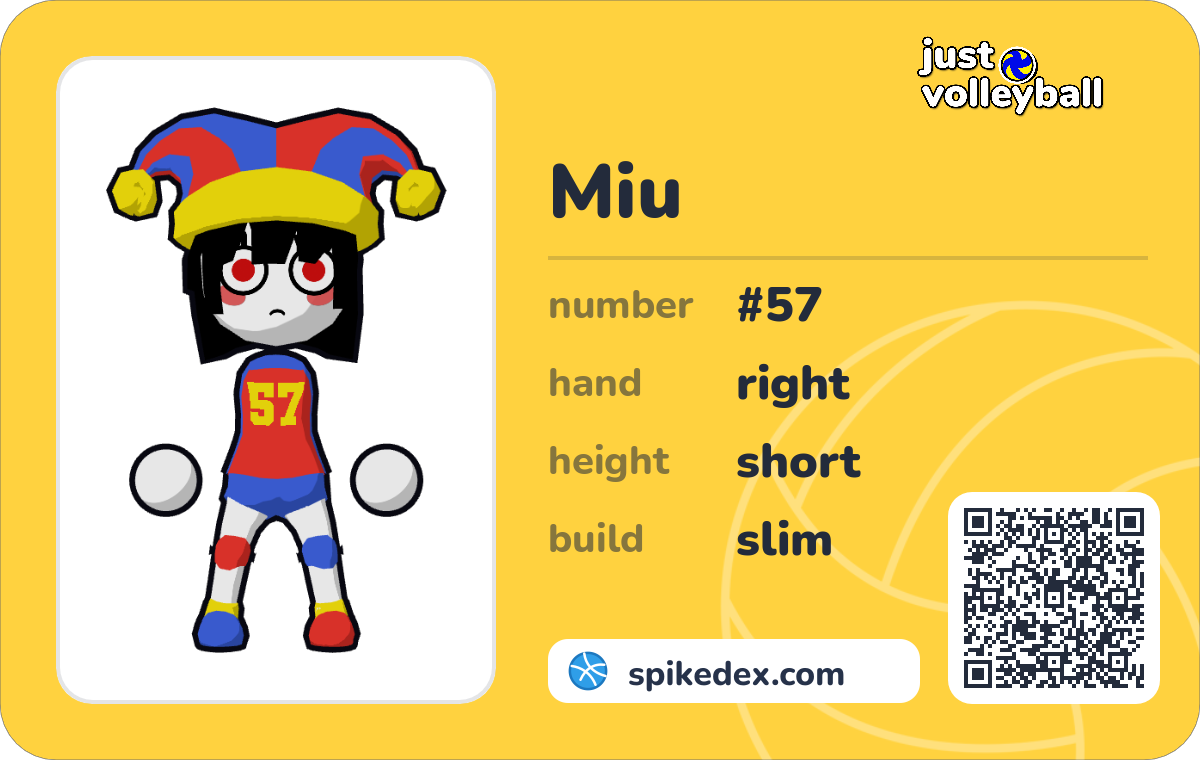 just
volleyball
Miu
number #57
hand right
height short
build slim
57
spikedex.com